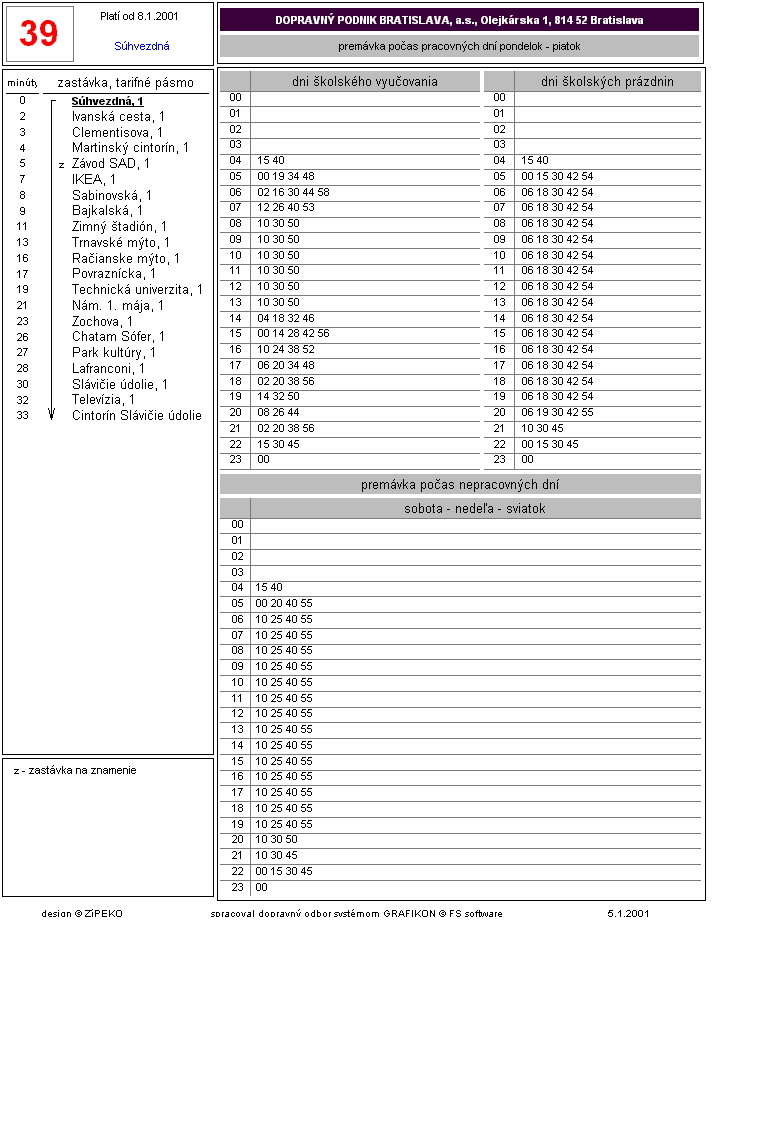 39
Platí od 8.1.2001
Súhvezdná
DOPRAVNÝ PODNIK BRATISLAVA, a.s., Olejkárska 1, 814 52 Bratislava
premávka počas pracovných dní pondelok - piatok
minúty zastávka, tarifné pásmo
0 Súhvezdná, 1
2 Ivanská cesta, 1
3 Clementisova, 1
4 Martinský cintorín, 1
5 z Závod SAD, 1
7 IKEA, 1
8 Sabinovská, 1
9 Bajkalská, 1
11 Zimný štadión, 1
13 Trnavské mýto, 1
16 Račianske mýto, 1
17 Povraznícka, 1
19 Technická univerzita, 1
21 Nám. 1. mája, 1
23 Zochova, 1
26 Chatam Sófer, 1
27 Park kultúry, 1
28 Lafranconi, 1
30 Slávičie údolie, 1
32 Televízia, 1
33 Cintorín Slávičie údolie
z - zastávka na znamenie
dni školského vyučovania
00
01
02
03
04 15 40
05 00 19 34 48
06 02 16 30 44 58
07 12 26 40 53
08 10 30 50
09 10 30 50
10 10 30 50
11 10 30 50
12 10 30 50
13 10 30 50
14 04 18 32 46
15 00 14 28 42 56
16 10 24 38 52
17 06 20 34 48
18 02 20 38 56
19 14 32 50
20 08 26 44
21 02 20 38 56
22 15 30 45
23 00
dni školských prázdnin
00
01
02
03
04 15 40
05 00 15 30 42 54
06 06 18 30 42 54
07 06 18 30 42 54
08 06 18 30 42 54
09 06 18 30 42 54
10 06 18 30 42 54
11 06 18 30 42 54
12 06 18 30 42 54
13 06 18 30 42 54
14 06 18 30 42 54
15 06 18 30 42 54
16 06 18 30 42 54
17 06 18 30 42 54
18 06 18 30 42 54
19 06 18 30 42 54
20 06 19 30 42 55
21 10 30 45
22 00 15 30 45
23 00
premávka počas nepracovných dní
sobota - nedeľa - sviatok
00
01
02
03
04 15 40
05 00 20 40 55
06 10 25 40 55
07 10 25 40 55
08 10 25 40 55
09 10 25 40 55
10 10 25 40 55
11 10 25 40 55
12 10 25 40 55
13 10 25 40 55
14 10 25 40 55
15 10 25 40 55
16 10 25 40 55
17 10 25 40 55
18 10 25 40 55
19 10 25 40 55
20 10 30 50
21 10 30 45
22 00 15 30 45
23 00
design © ZiPEKO spracoval dopravný odbor systémom GRAFIKON © FS software 5.1.2001